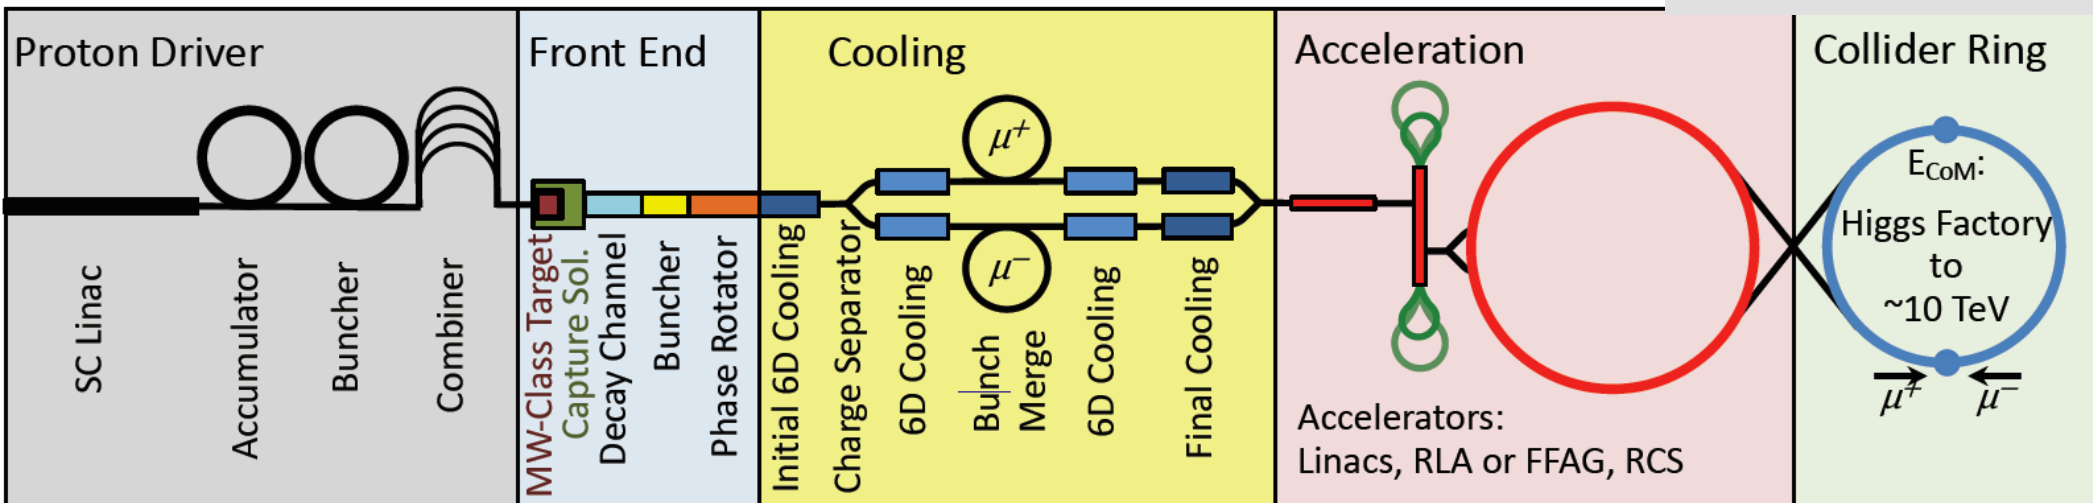 Proton Driver
Front End
Cooling
Acceleration
Collider Ring
μ+
μ−
E_CoM:
Higgs Factory
to
~10 TeV
μ+
μ−
SC Linac
Accumulator
Buncher
Combiner
MW-Class Target
Capture Sol.
Decay Channel
Buncher
Phase Rotator
Initial 6D Cooling
Charge Separator
6D Cooling
Bunch
Merge
6D Cooling
Final Cooling
Accelerators:
Linacs, RLA or FFAG, RCS